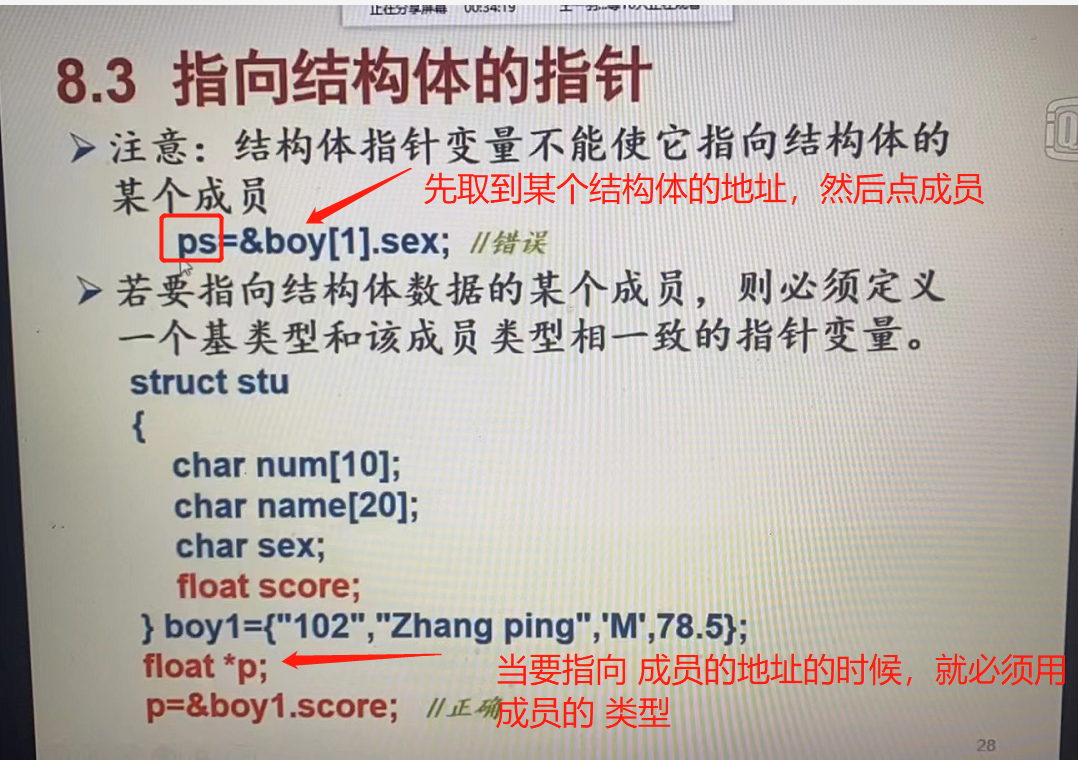 正在分享屏幕 00:34:19
8.3 指向结构体的指针
注意：结构体指针变量不能使它指向结构体的
某个成员
先取到某个结构体的地址，然后点成员
ps=&boy[1].sex; //错误
若要指向结构体数据的某个成员，则必须定义
一个基类型和该成员类型相一致的指针变量。
struct stu
{
char num[10];
char name[20];
char sex;
float score;
} boy1={"102","Zhang ping",'M',78.5};
float *p;
当要指向 成员的地址的时候，就必须用
成员的 类型
p=&boy1.score; //正确
28